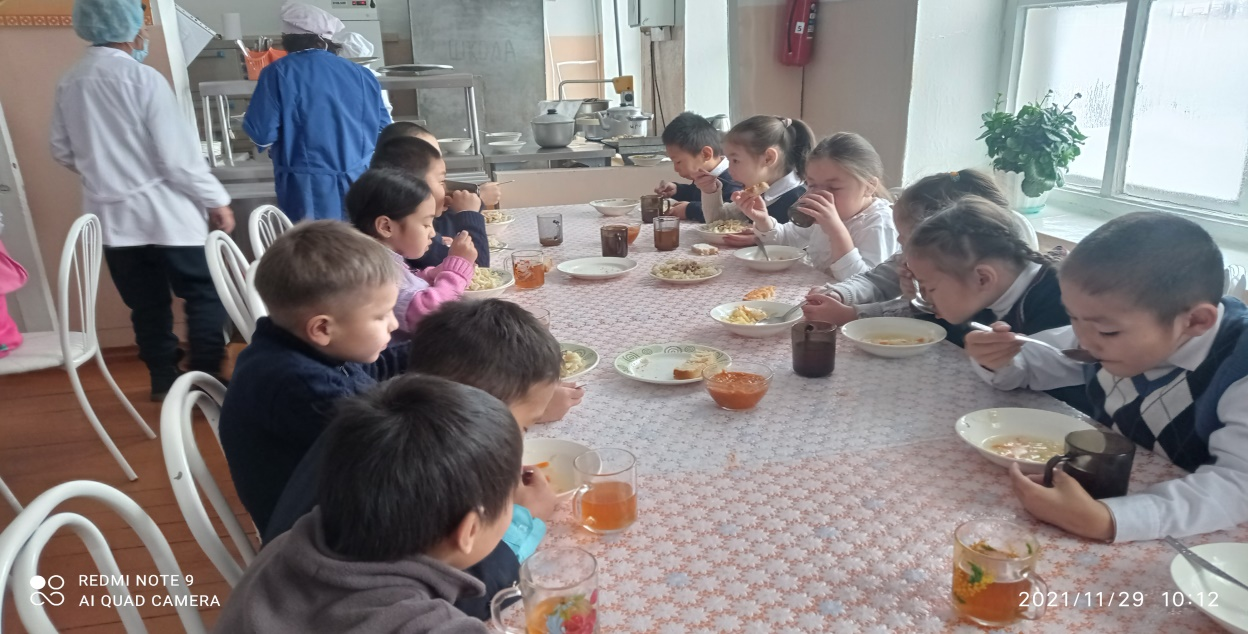 REDMI NOTE 9
AI QUAD CAMERA
2021/11/29 10:12